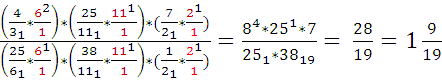 ((4/3₁*6²/1)*(25/11₁*11¹/1)*(7/2₁*2¹/1))/((25/6₁*6¹/1)*(38/11₁*11¹/1)*(1/2₁*2¹/1)) = (8⁴*25¹*7)/(25₁*38₁₉) = 28/19 = 1 9/19